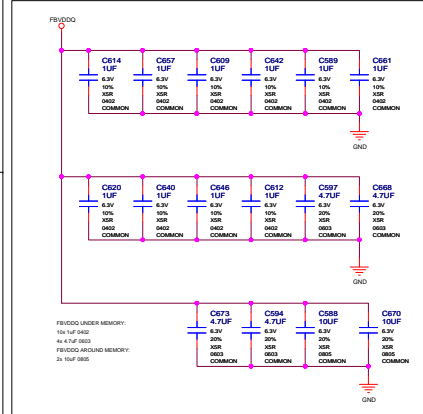 FBVDDQ
C614 C657 C609 C642 C589 C661
1UF 1UF 1UF 1UF 1UF 1UF
6.3V 6.3V 6.3V 6.3V 6.3V 6.3V
10% 10% 10% 10% 10% 10%
X5R X5R X5R X5R X5R X5R
0402 0402 0402 0402 0402 0402
COMMON COMMON COMMON COMMON COMMON COMMON
GND
C620 C640 C646 C612 C597 C668
1UF 1UF 1UF 1UF 4.7UF 4.7UF
6.3V 6.3V 6.3V 6.3V 6.3V 6.3V
10% 10% 10% 10% 20% 20%
X5R X5R X5R X5R X5R X5R
0402 0402 0402 0402 0603 0603
COMMON COMMON COMMON COMMON COMMON COMMON
GND
C673 C594 C588 C670
4.7UF 4.7UF 10UF 10UF
6.3V 6.3V 6.3V 6.3V
20% 20% 20% 20%
X5R X5R X5R X5R
0603 0603 0805 0805
COMMON COMMON COMMON COMMON
GND
FBVDDQ UNDER MEMORY:
10x 1uF 0402
4x 4.7uF 0603
FBVDDQ AROUND MEMORY:
2x 10uF 0805